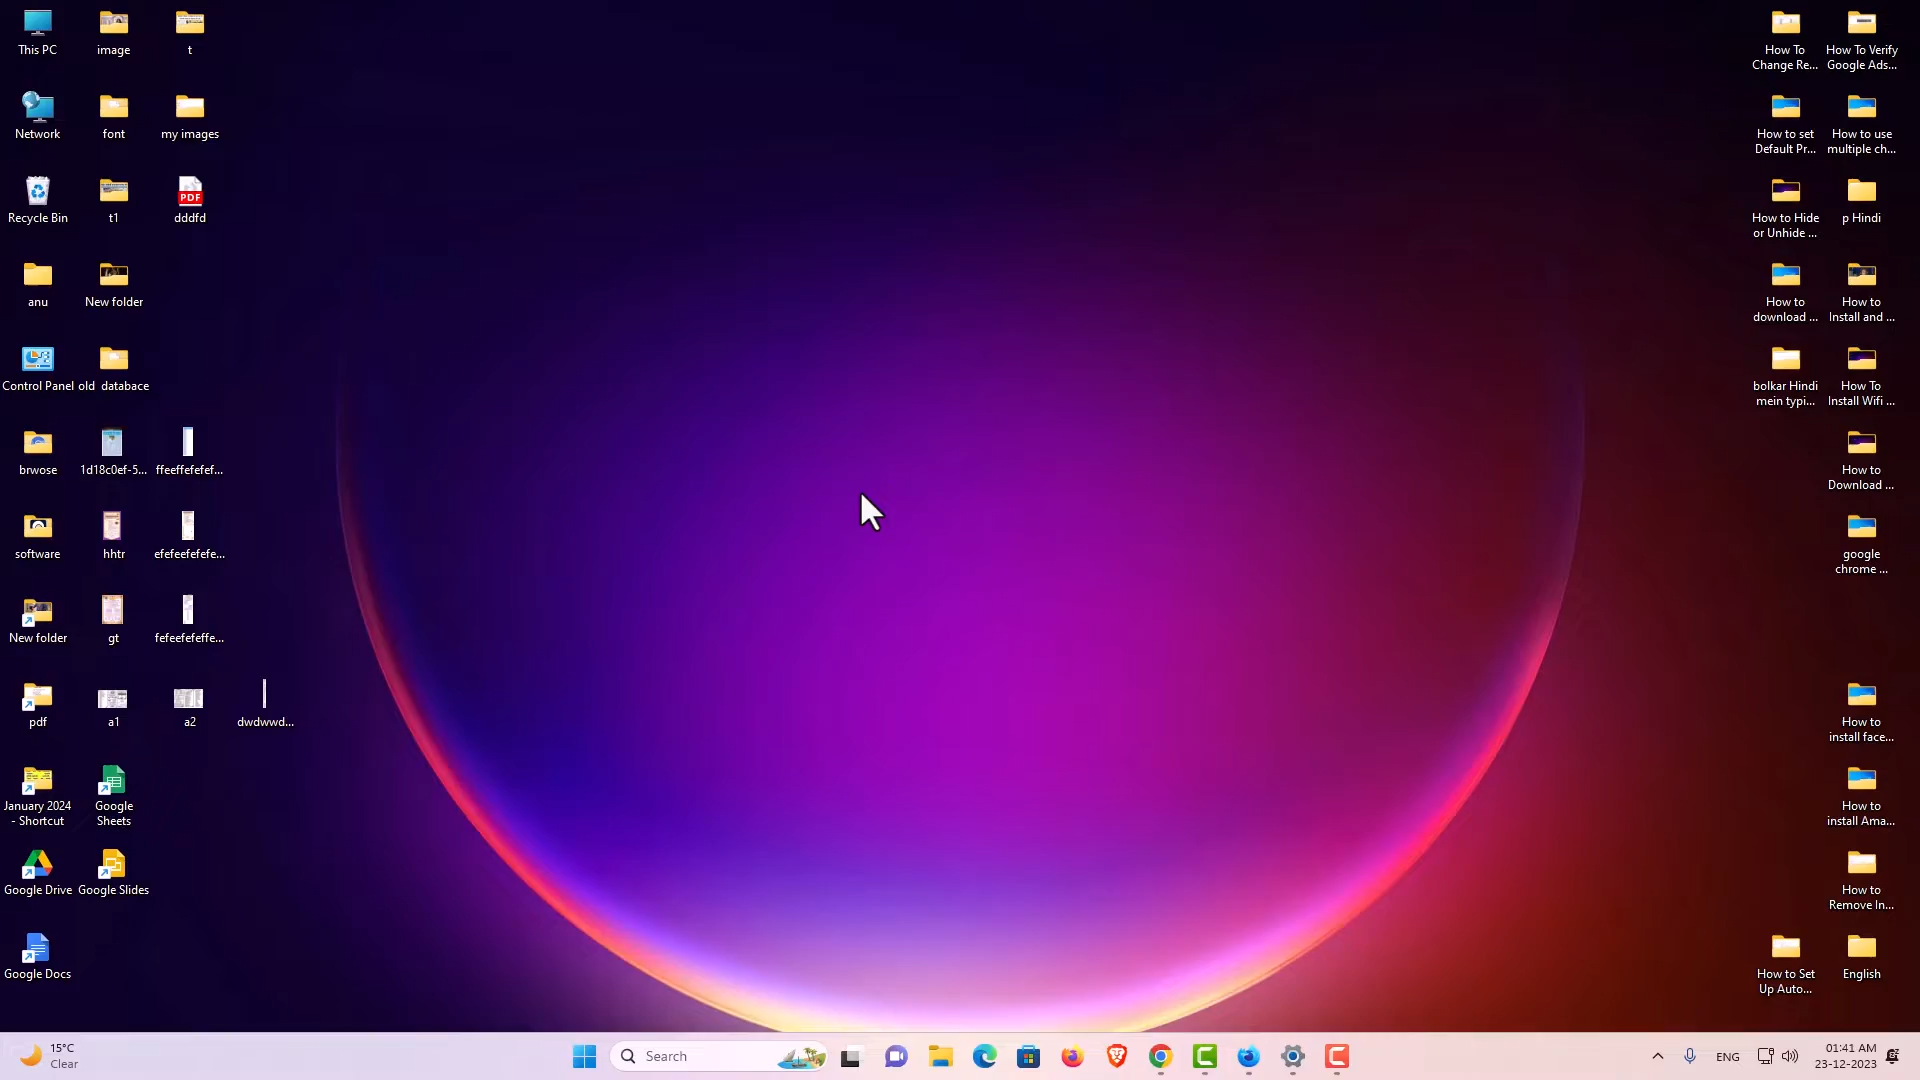 This PC
image
t
Network
font
my images
PDF
Recycle Bin
t1
dddfd
anu
New folder
Control Panel
old databace
brwose
1d18c0ef-5...
ffeeffefefef...
software
hhtr
efefeefefefe...
New folder
gt
fefeefefeffe...
pdf
a1
a2
dwdwwd...
January 2024
- Shortcut
Google
Sheets
Google Drive
Google Slides
Google Docs
How To
Change Re...
How To Verify
Google Ads...
How to set
Default Pr...
How to use
multiple ch...
How to Hide
or Unhide ...
p Hindi
How to
download ...
How to
Install and ...
bolkar Hindi
mein typi...
How To
Install Wifi ...
How to
Download ...
google
chrome ...
How to
install face...
How to
install Ama...
How to
Remove In...
How to Set
Up Auto...
English
15°C
Clear
Search
ENG
01:41 AM
23-12-2023